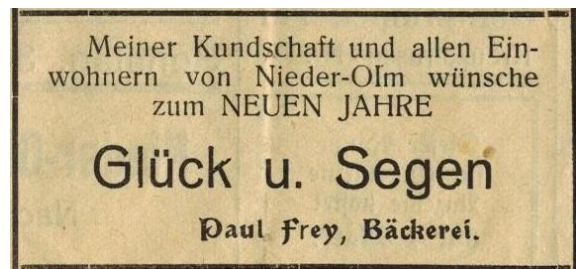 Meiner Kundschaft und allen Ein-
wohnern von Nieder-Olm wünsche
zum NEUEN JAHRE
Glück u. Segen
Paul Frey, Bäckerei.